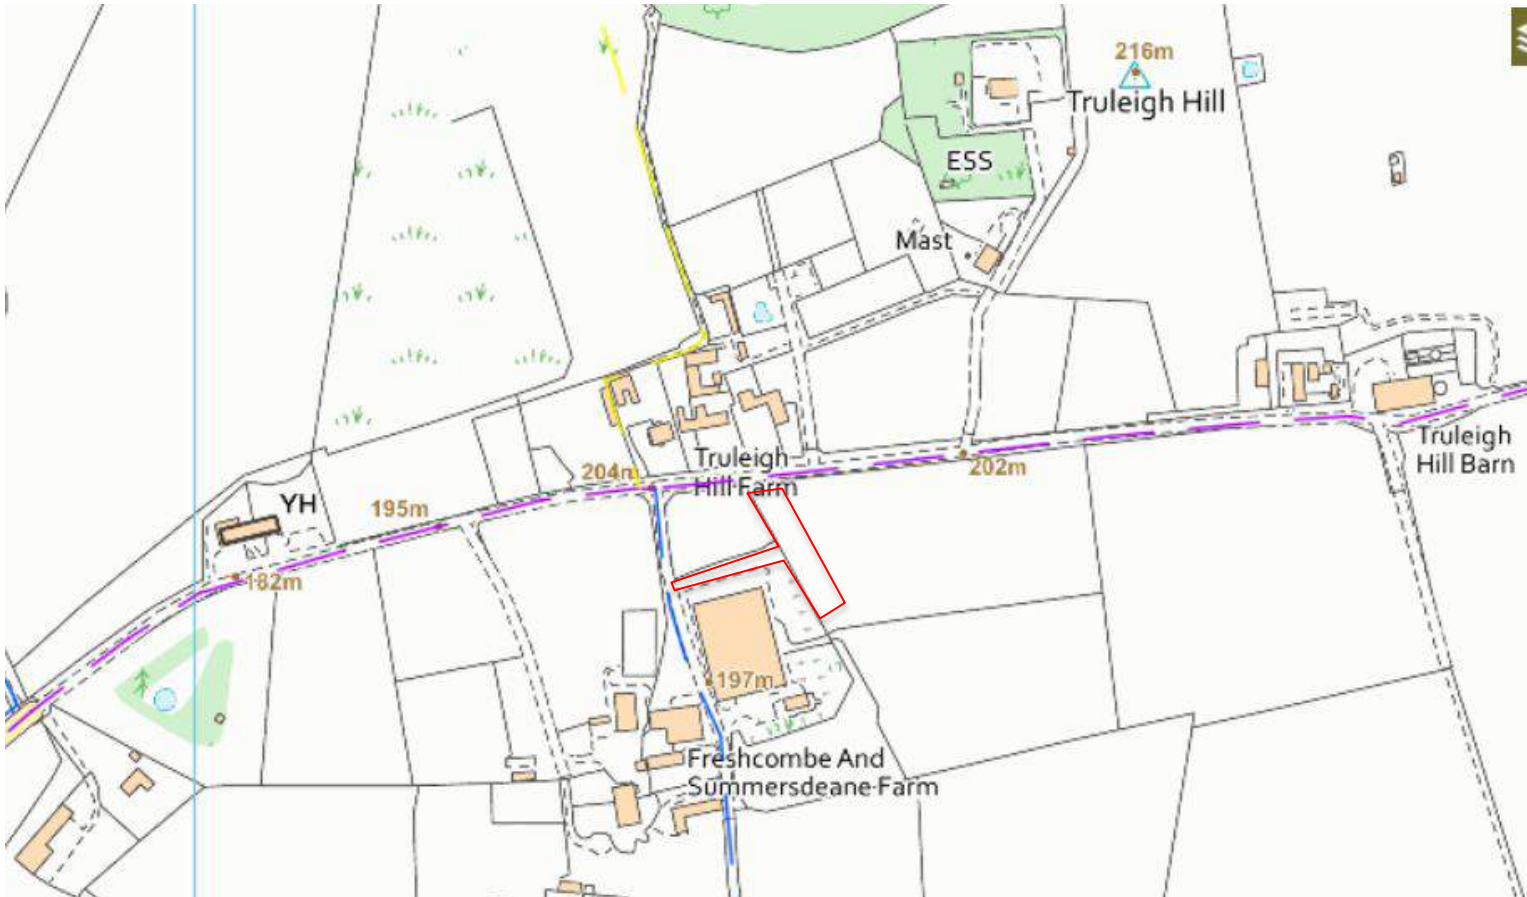 216m
Truleigh Hill
ESS
Mast
Truleigh
Hill Farm
204m
202m
Truleigh
Hill Barn
YH
195m
182m
197m
Freshcombe And
Summersdeane Farm